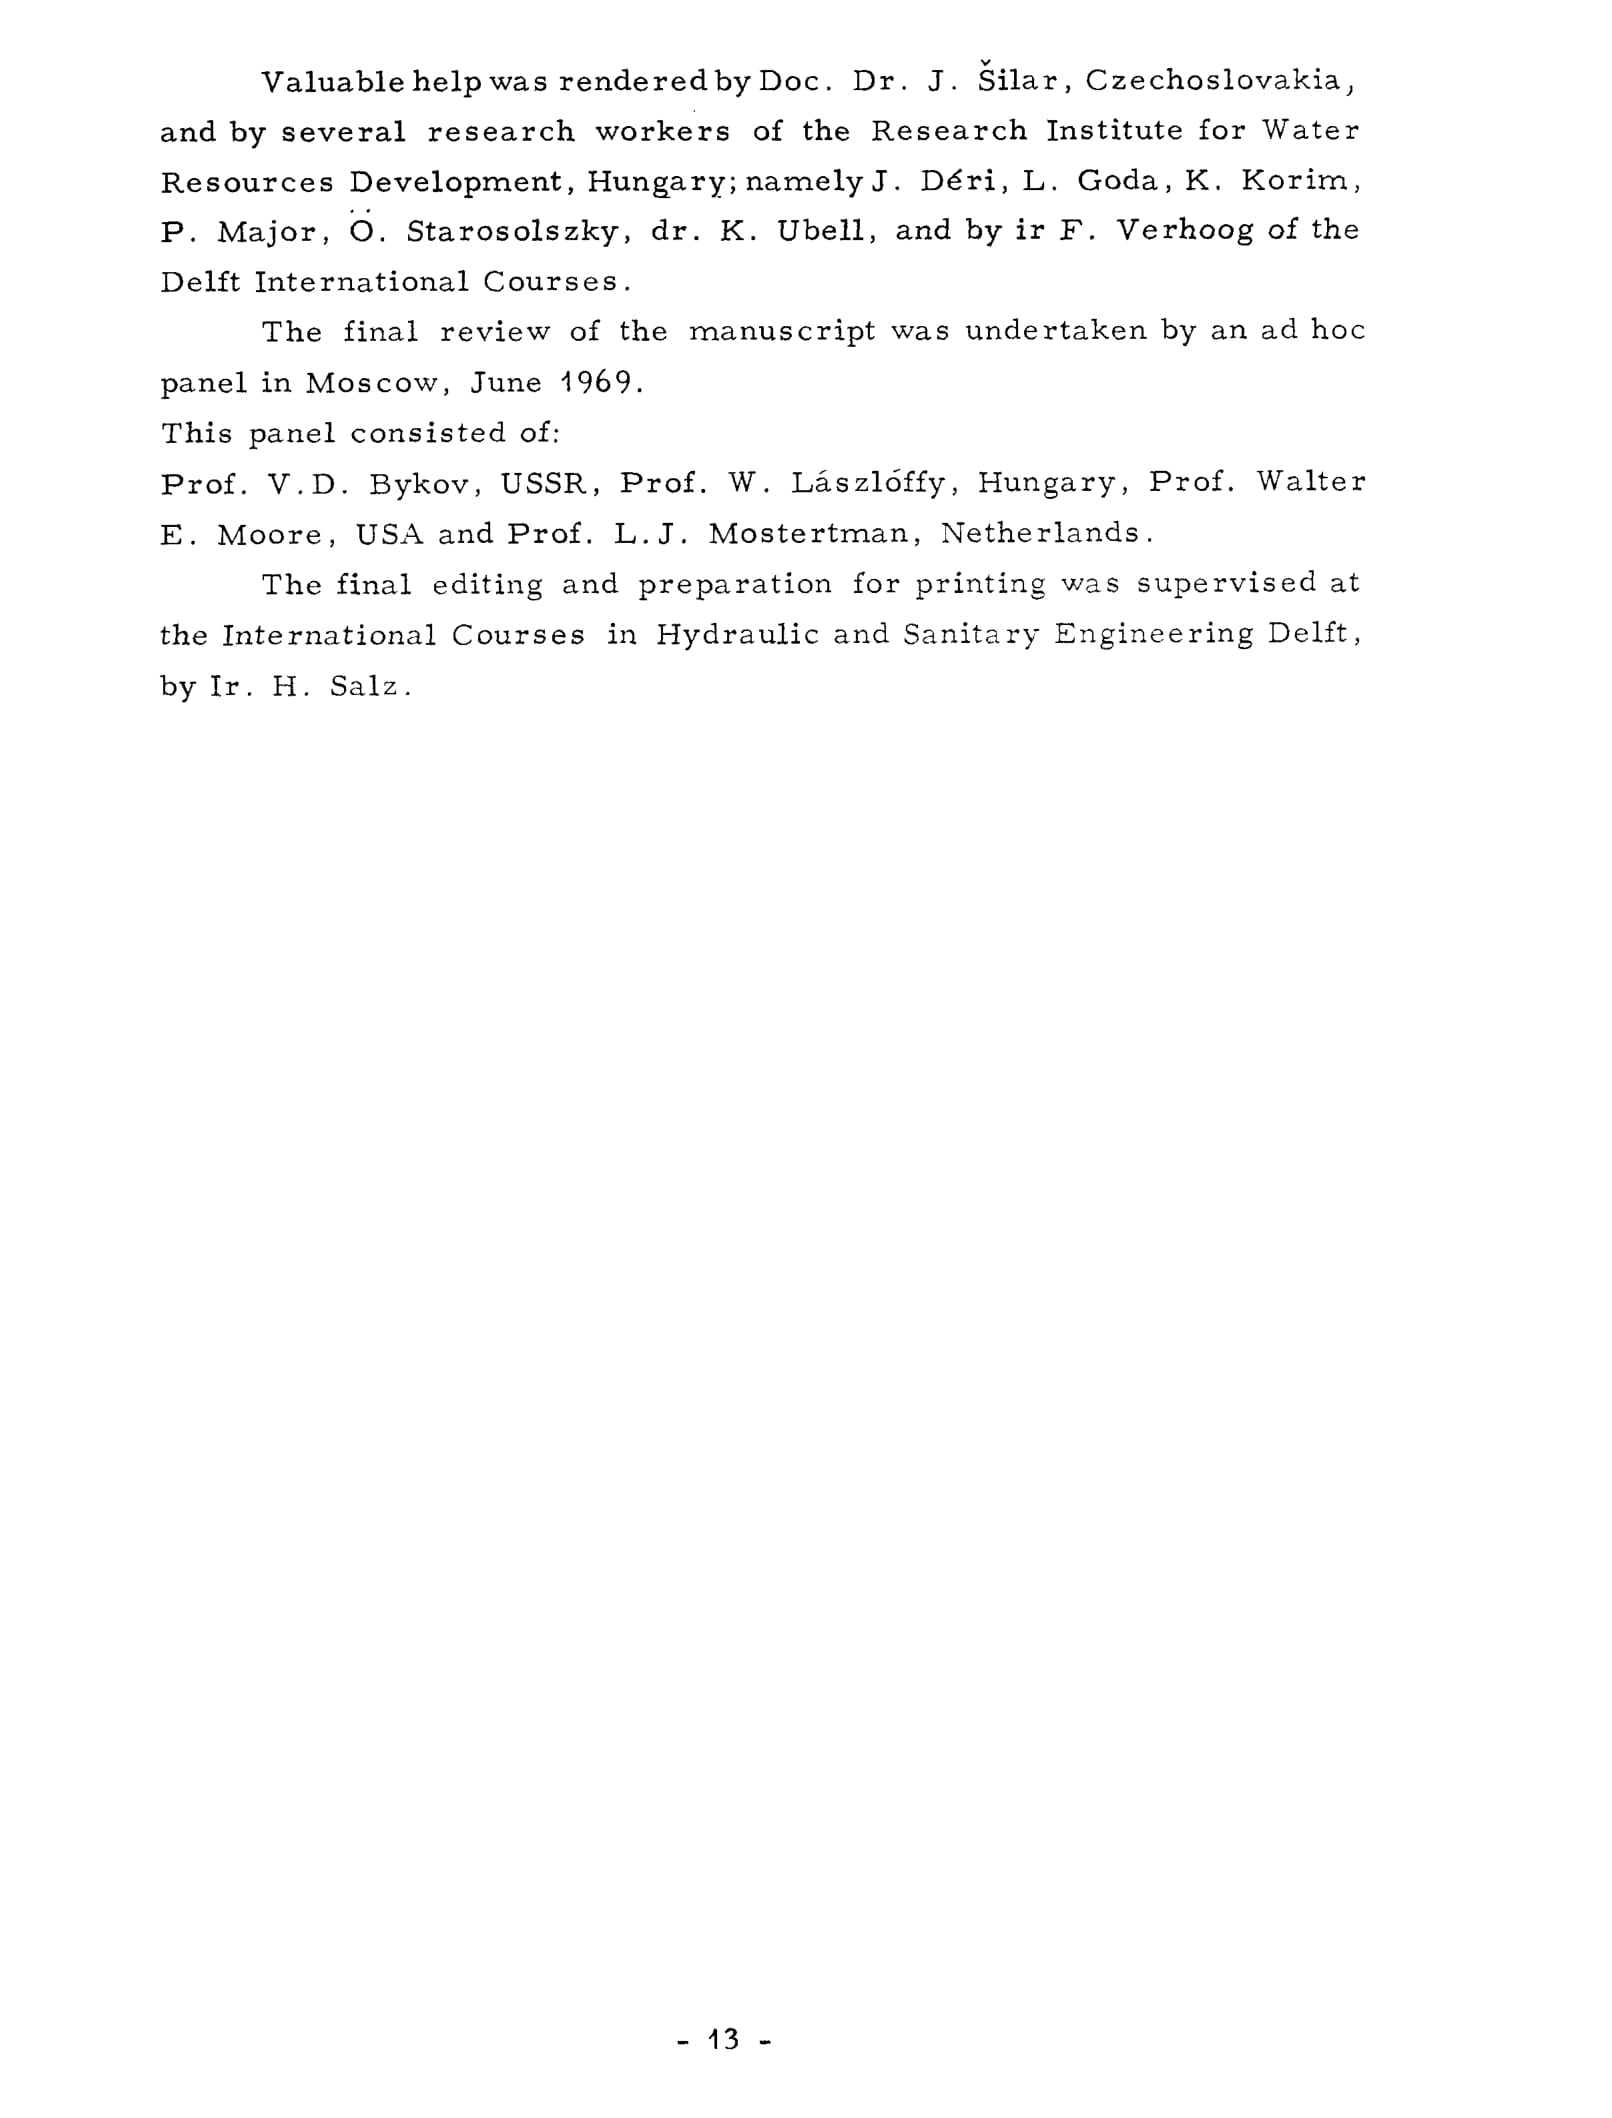 Valuable help was rendered by Doc. Dr. J. Šilar, Czechoslovakia,
and by several research workers of the Research Institute for Water
Resources Development, Hungary; namely J. Déri, L. Goda, K. Korim,
P. Major, Ö. Starosolszky, dr. K. Ubell, and by ir F. Verhoog of the
Delft International Courses.
The final review of the manuscript was undertaken by an ad hoc
panel in Moscow, June 1969.
This panel consisted of:
Prof. V.D. Bykov, USSR, Prof. W. Lászlóffy, Hungary, Prof. Walter
E. Moore, USA and Prof. L.J. Mostertman, Netherlands.
The final editing and preparation for printing was supervised at
the International Courses in Hydraulic and Sanitary Engineering Delft,
by Ir. H. Salz.
- 13 -